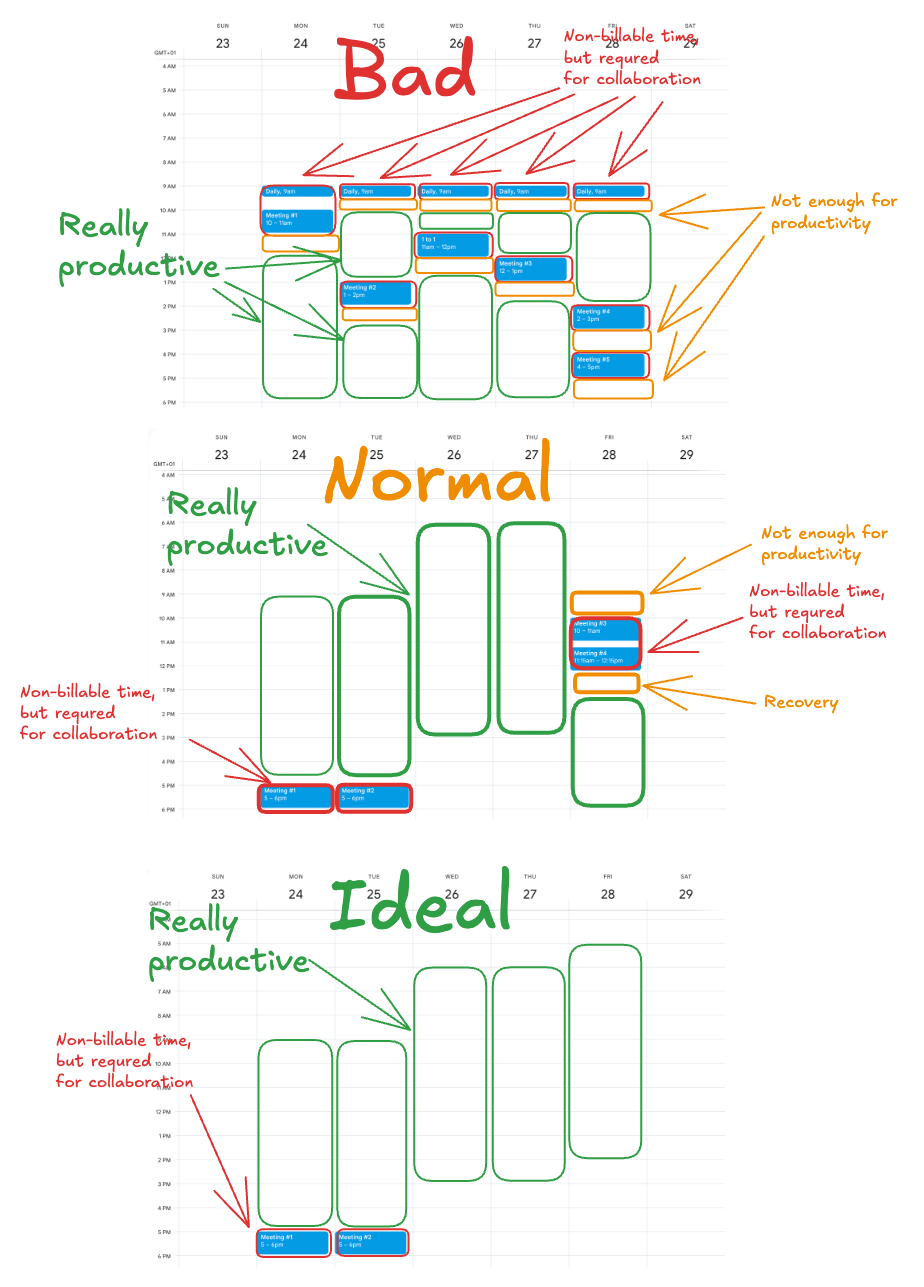 SUN MON TUE WED THU FRI SAT
23 24 25 26 27 28 29
Bad
Non-billable time,
but requred
for collaboration
GMT+01
4 AM
5 AM
6 AM
7 AM
8 AM
9 AM
Daily, 9am Daily, 9am Daily, 9am Daily, 9am Daily, 9am
Not enough for
productivity
10 AM
Meeting #1
10 – 11am
Really
productive
11 AM
1 to 1
11am – 12pm
Meeting #3
12 – 1pm
1 PM
Meeting #2
1 – 2pm
2 PM
Meeting #4
2 – 3pm
3 PM
4 PM
Meeting #5
4 – 5pm
5 PM
6 PM
SUN MON TUE WED THU FRI SAT
23 24 25 26 27 28 29
Normal
GMT+01
4 AM
Really
productive
6 AM
Not enough for
productivity
8 AM
9 AM
Non-billable time,
but requred
for collaboration
10 AM
Meeting #3
10 – 11am
11 AM
Meeting #4
11:15am – 12:15pm
12 PM
Non-billable time,
but requred
for collaboration
1 PM
Recovery
2 PM
3 PM
4 PM
5 PM
Meeting #1
5 – 6pm
Meeting #2
5 – 6pm
6 PM
SUN MON TUE WED THU FRI SAT
23 24 25 26 27 28 29
Ideal
GMT+01
Really
productive
5 AM
7 AM
8 AM
Non-billable time,
but requred
for collaboration
10 AM
12 PM
1 PM
2 PM
3 PM
4 PM
5 PM
Meeting #1
5 – 6pm
Meeting #2
5 – 6pm
6 PM